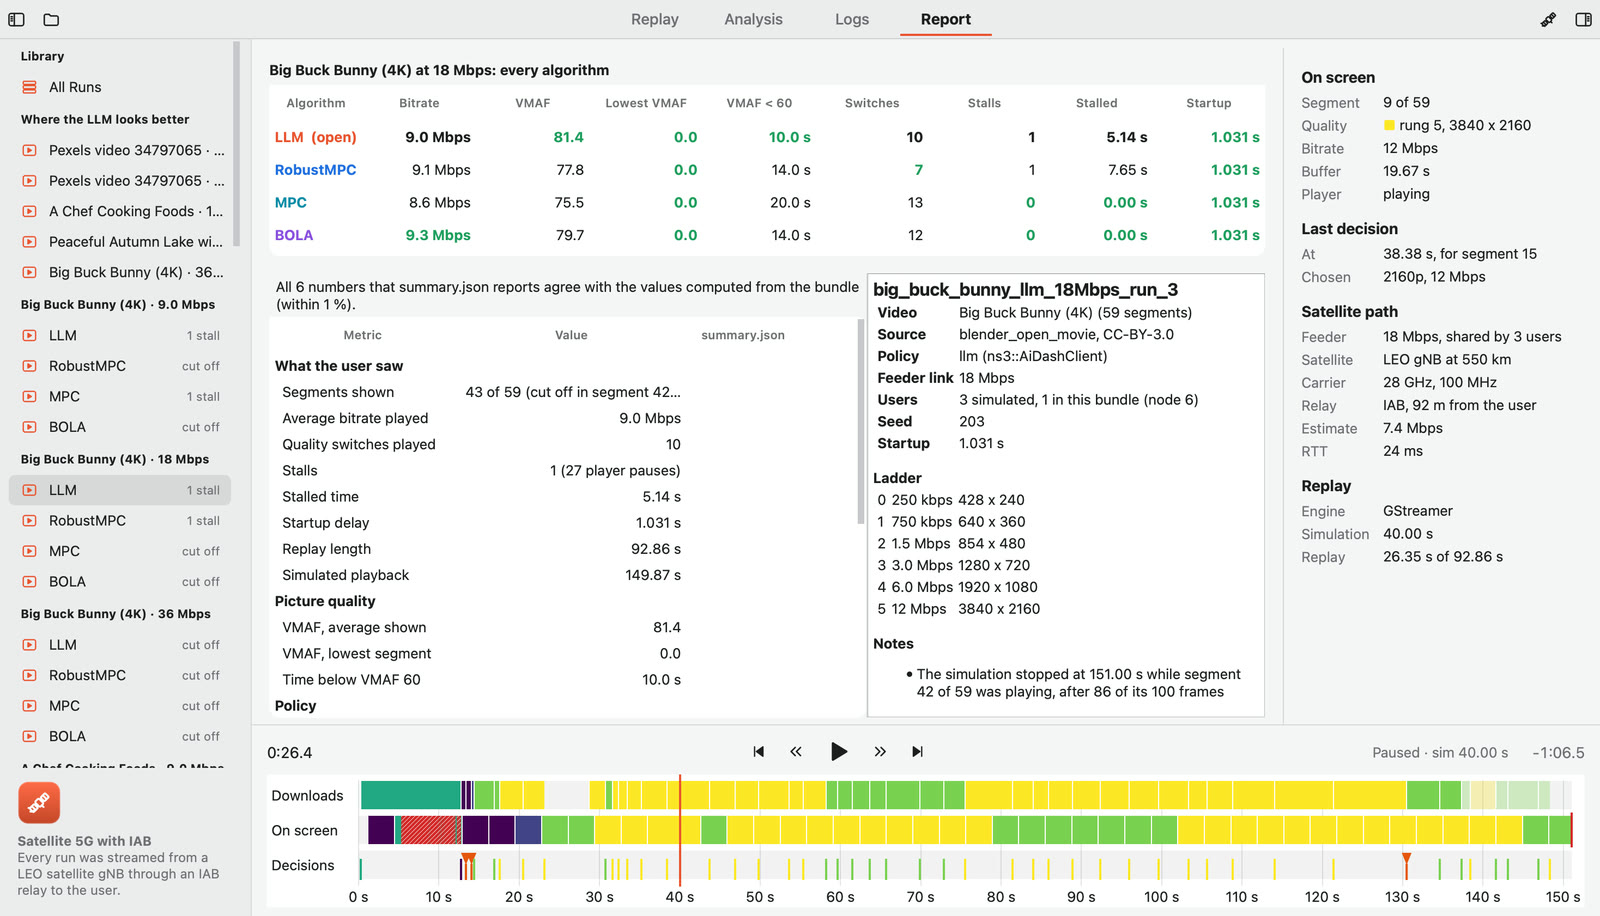 Replay
Analysis
Logs
Report
Library
All Runs
Where the LLM looks better
Pexels video 34797065 · ...
Pexels video 34797065 · ...
A Chef Cooking Foods · 1...
Peaceful Autumn Lake wi...
Big Buck Bunny (4K) · 36...
Big Buck Bunny (4K) · 9.0 Mbps
LLM 1 stall
RobustMPC cut off
MPC 1 stall
BOLA cut off
Big Buck Bunny (4K) · 18 Mbps
LLM 1 stall
RobustMPC 1 stall
MPC cut off
BOLA cut off
Big Buck Bunny (4K) · 36 Mbps
LLM cut off
RobustMPC cut off
MPC cut off
BOLA cut off
A Chef Cooking Foods · 9.0 Mbps
Satellite 5G with IAB
Every run was streamed from a
LEO satellite gNB through an IAB
relay to the user.
Big Buck Bunny (4K) at 18 Mbps: every algorithm
Algorithm Bitrate VMAF Lowest VMAF VMAF < 60 Switches Stalls Stalled Startup
LLM (open) 9.0 Mbps 81.4 0.0 10.0 s 10 1 5.14 s 1.031 s
RobustMPC 9.1 Mbps 77.8 0.0 14.0 s 7 1 7.65 s 1.031 s
MPC 8.6 Mbps 75.5 0.0 20.0 s 13 0 0.00 s 1.031 s
BOLA 9.3 Mbps 79.7 0.0 14.0 s 12 0 0.00 s 1.031 s
All 6 numbers that summary.json reports agree with the values computed from the bundle
(within 1 %).
Metric Value summary.json
What the user saw
Segments shown 43 of 59 (cut off in segment 42...
Average bitrate played 9.0 Mbps
Quality switches played 10
Stalls 1 (27 player pauses)
Stalled time 5.14 s
Startup delay 1.031 s
Replay length 92.86 s
Simulated playback 149.87 s
Picture quality
VMAF, average shown 81.4
VMAF, lowest segment 0.0
Time below VMAF 60 10.0 s
Policy
big_buck_bunny_llm_18Mbps_run_3
Video Big Buck Bunny (4K) (59 segments)
Source blender_open_movie, CC-BY-3.0
Policy llm (ns3::AiDashClient)
Feeder link 18 Mbps
Users 3 simulated, 1 in this bundle (node 6)
Seed 203
Startup 1.031 s
Ladder
0 250 kbps 428 x 240
1 750 kbps 640 x 360
2 1.5 Mbps 854 x 480
3 3.0 Mbps 1280 x 720
4 6.0 Mbps 1920 x 1080
5 12 Mbps 3840 x 2160
Notes
• The simulation stopped at 151.00 s while segment
42 of 59 was playing, after 86 of its 100 frames
On screen
Segment 9 of 59
Quality rung 5, 3840 x 2160
Bitrate 12 Mbps
Buffer 19.67 s
Player playing
Last decision
At 38.38 s, for segment 15
Chosen 2160p, 12 Mbps
Satellite path
Feeder 18 Mbps, shared by 3 users
Satellite LEO gNB at 550 km
Carrier 28 GHz, 100 MHz
Relay IAB, 92 m from the user
Estimate 7.4 Mbps
RTT 24 ms
Replay
Engine GStreamer
Simulation 40.00 s
Replay 26.35 s of 92.86 s
0:26.4
Paused · sim 40.00 s -1:06.5
Downloads
On screen
Decisions
0 s 10 s 20 s 30 s 40 s 50 s 60 s 70 s 80 s 90 s 100 s 110 s 120 s 130 s 140 s 150 s